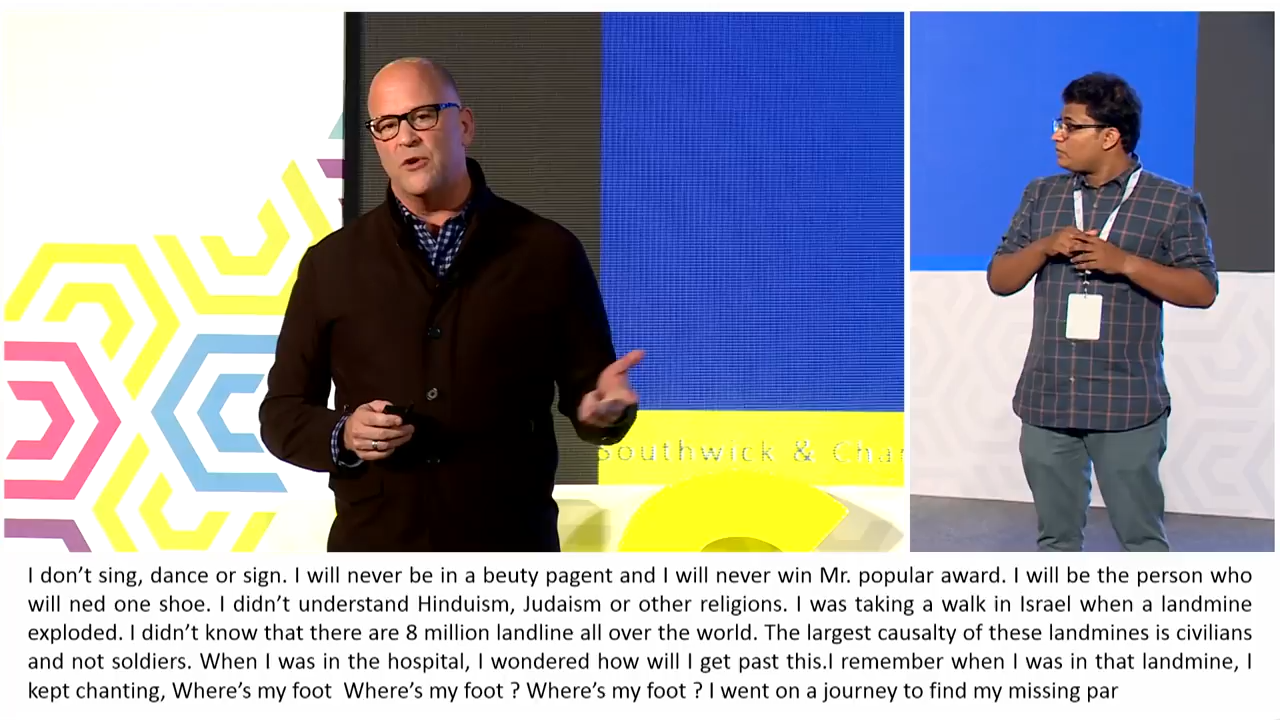 Southwick & Cha
I don't sing, dance or sign. I will never be in a beuty pagent and I will never win Mr. popular award. I will be the person who
will ned one shoe. I didn't understand Hinduism, Judaism or other religions. I was taking a walk in Israel when a landmine
exploded. I didn't know that there are 8 million landline all over the world. The largest causalty of these landmines is civilians
and not soldiers. When I was in the hospital, I wondered how will I get past this.I remember when I was in that landmine, I
kept chanting, Where's my foot  Where's my foot ? Where's my foot ? I went on a journey to find my missing par